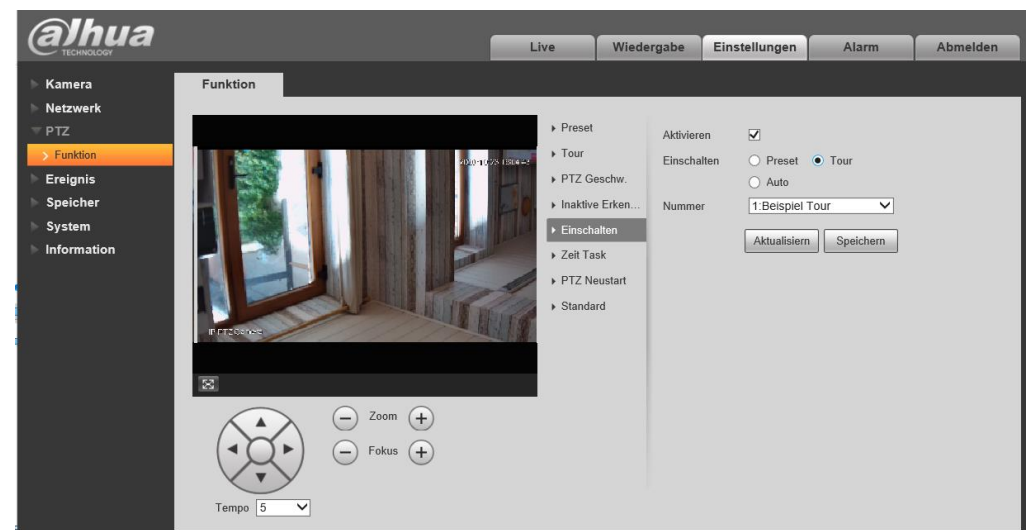 alhua
TECHNOLOGY
Live
Wiedergabe
Einstellungen
Alarm
Abmelden
Kamera
Netzwerk
PTZ
Funktion
Ereignis
Speicher
System
Information
Funktion
Preset
Tour
PTZ Geschw.
Inaktive Erken...
Einschalten
Zeit Task
PTZ Neustart
Standard
Aktivieren
Einschalten Preset Tour
Auto
Nummer 1:Beispiel Tour
Aktualisiern Speichern
Zoom
Fokus
Tempo 5